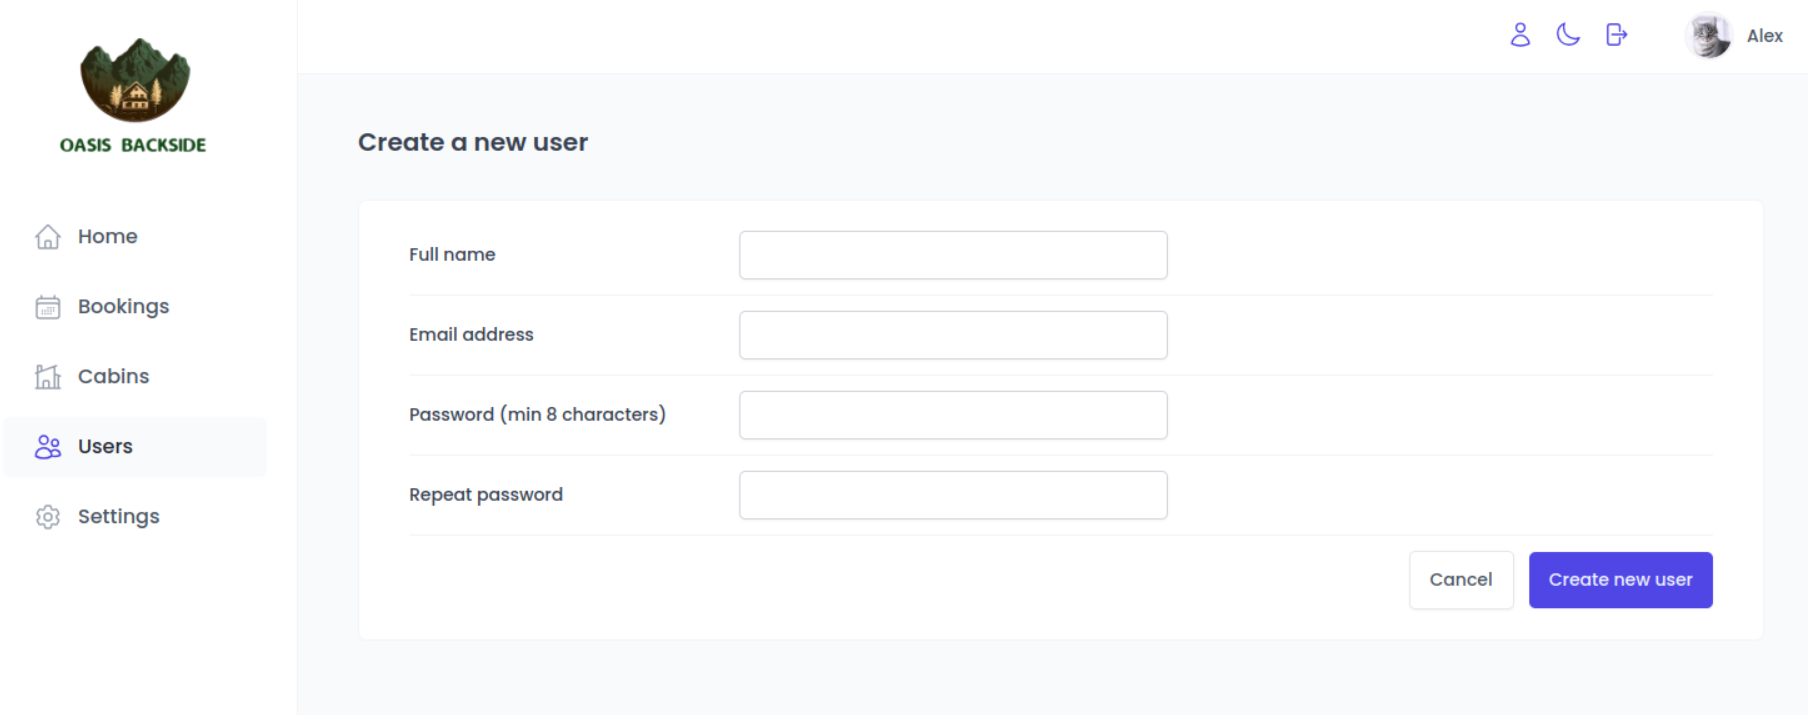 OASIS BACKSIDE
Home
Bookings
Cabins
Users
Settings
Alex
Create a new user
Full name
Email address
Password (min 8 characters)
Repeat password
Cancel
Create new user